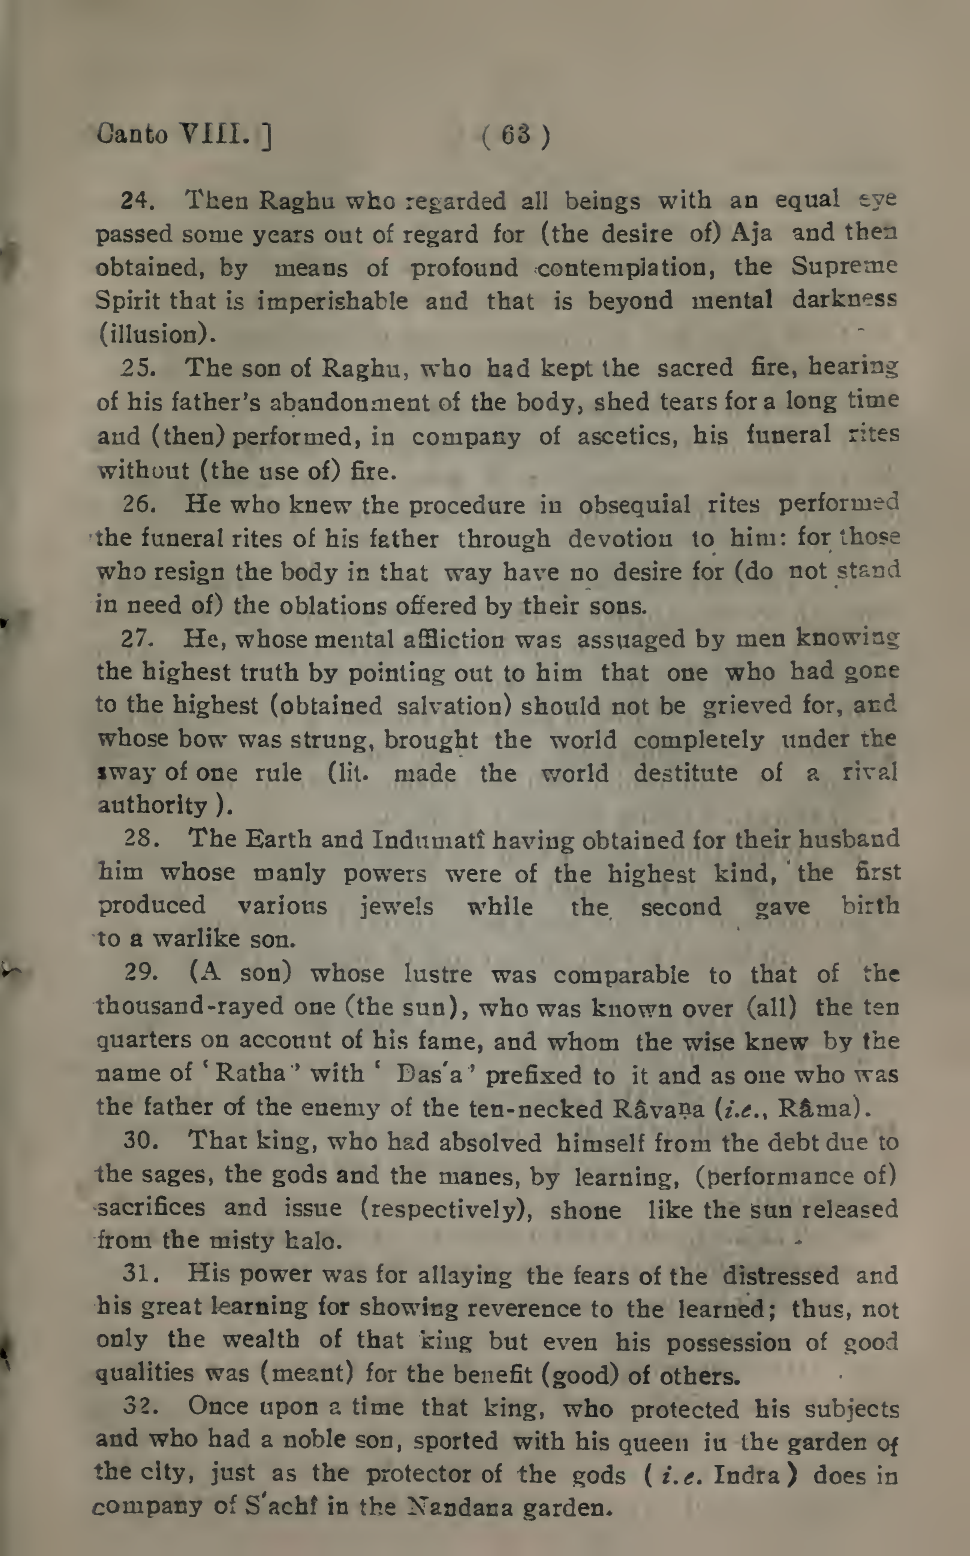 Canto VIII. ] ( 63 )
24. Then Raghu who regarded all beings with an equal eye
passed some years out of regard for (the desire of) Aja and then
obtained, by means of profound contemplation, the Supreme
Spirit that is imperishable and that is beyond mental darkness
(illusion).
25. The son of Raghu, who had kept the sacred fire, hearing
of his father's abandonment of the body, shed tears for a long time
and (then) performed, in company of ascetics, his funeral rites
without (the use of) fire.
26. He who knew the procedure in obsequial rites performed
the funeral rites of his father through devotion to him: for those
who resign the body in that way have no desire for (do not stand
in need of) the oblations offered by their sons.
27. He, whose mental affliction was assuaged by men knowing
the highest truth by pointing out to him that one who had gone
to the highest (obtained salvation) should not be grieved for, and
whose bow was strung, brought the world completely under the
sway of one rule (lit. made the world destitute of a rival
authority ).
28. The Earth and Indumatî having obtained for their husband
him whose manly powers were of the highest kind, the first
produced various jewels while the second gave birth
to a warlike son.
29. (A son) whose lustre was comparable to that of the
thousand-rayed one (the sun), who was known over (all) the ten
quarters on account of his fame, and whom the wise knew by the
name of ‘ Ratha ’ with ‘ Das'a ’ prefixed to it and as one who was
the father of the enemy of the ten-necked Râvaṇa (i.e., Râma).
30. That king, who had absolved himself from the debt due to
the sages, the gods and the manes, by learning, (performance of)
sacrifices and issue (respectively), shone like the sun released
from the misty halo.
31. His power was for allaying the fears of the distressed and
his great learning for showing reverence to the learned; thus, not
only the wealth of that king but even his possession of good
qualities was (meant) for the benefit (good) of others.
32. Once upon a time that king, who protected his subjects
and who had a noble son, sported with his queen in the garden of
the city, just as the protector of the gods ( i.e. Indra ) does in
company of S'achî in the Nandana garden.